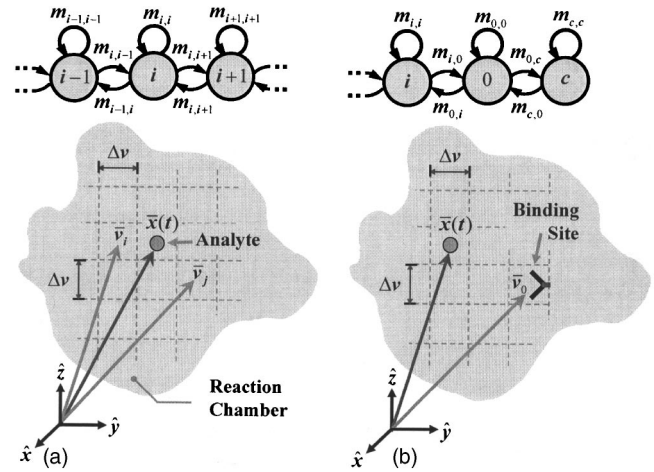 m_{i-1,i-1} m_{i,i} m_{i+1,i+1}
m_{i,i-1} m_{i,i+1}
i−1 i i+1
m_{i-1,i} m_{i,i+1}
Δv
x̄(t)
v̄_i
Analyte
Δv
v̄_j
Reaction
Chamber
ẑ
ŷ
x̂
(a)
m_{i,i} m_{0,0} m_{c,c}
m_{i,0} m_{0,c}
i 0 c
m_{0,i} m_{c,0}
Δv
x̄(t)
Binding
Site
Δv
v̄_0
ẑ
ŷ
x̂
(b)